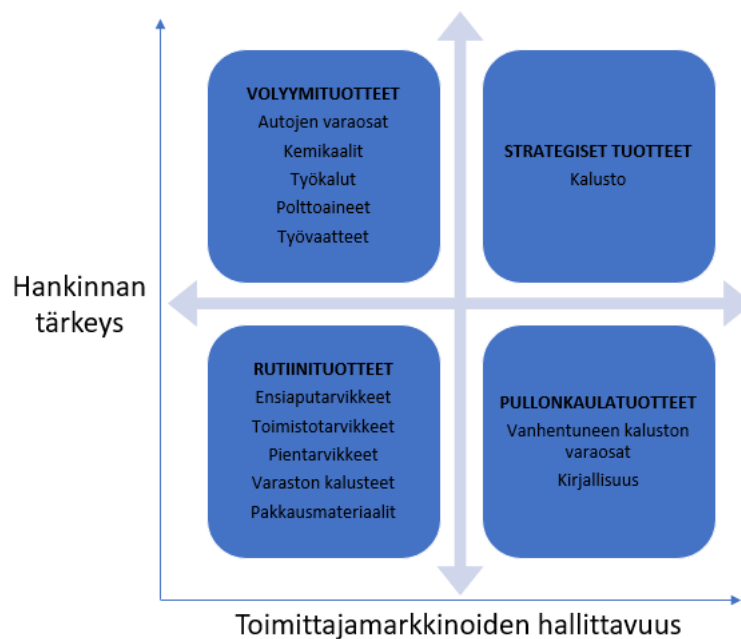 VOLYYMITUOTTEET
Autojen varaosat
Kemikaalit
Työkalut
Polttoaineet
Työvaatteet
STRATEGISET TUOTTEET
Kalusto
Hankinnan
tärkeys
RUTIINITUOTTEET
Ensiaputarvikkeet
Toimistotarvikkeet
Pientarvikkeet
Varaston kalusteet
Pakkausmateriaalit
PULLONKAULATUOTTEET
Vanhentuneen kaluston
varaosat
Kirjallisuus
Toimittajamarkkinoiden hallittavuus